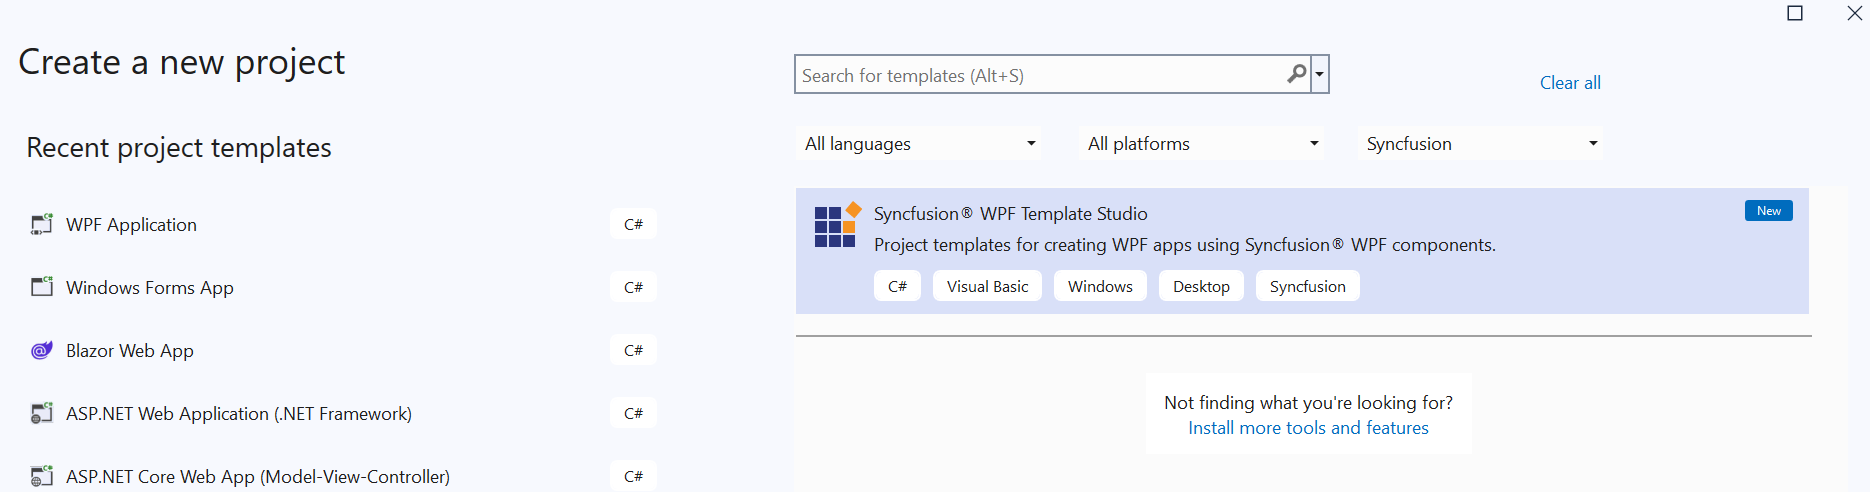 Create a new project
Search for templates (Alt+S)
Clear all
Recent project templates
All languages
All platforms
Syncfusion
WPF Application
C#
Windows Forms App
C#
Blazor Web App
C#
ASP.NET Web Application (.NET Framework)
C#
ASP.NET Core Web App (Model-View-Controller)
C#
Syncfusion® WPF Template Studio
New
Project templates for creating WPF apps using Syncfusion® WPF components.
C#
Visual Basic
Windows
Desktop
Syncfusion
Not finding what you're looking for?
Install more tools and features